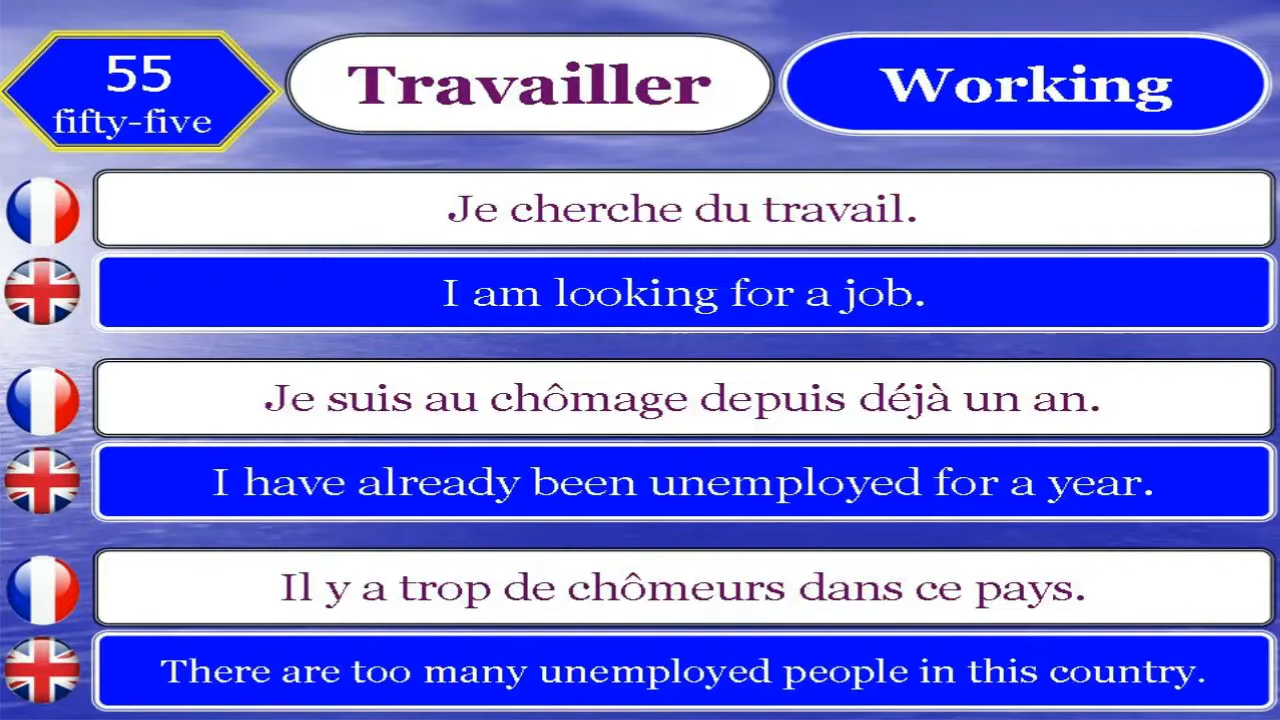 55
fifty-five
Travailler
Working
Je cherche du travail.
I am looking for a job.
Je suis au chômage depuis déjà un an.
I have already been unemployed for a year.
Il y a trop de chômeurs dans ce pays.
There are too many unemployed people in this country.